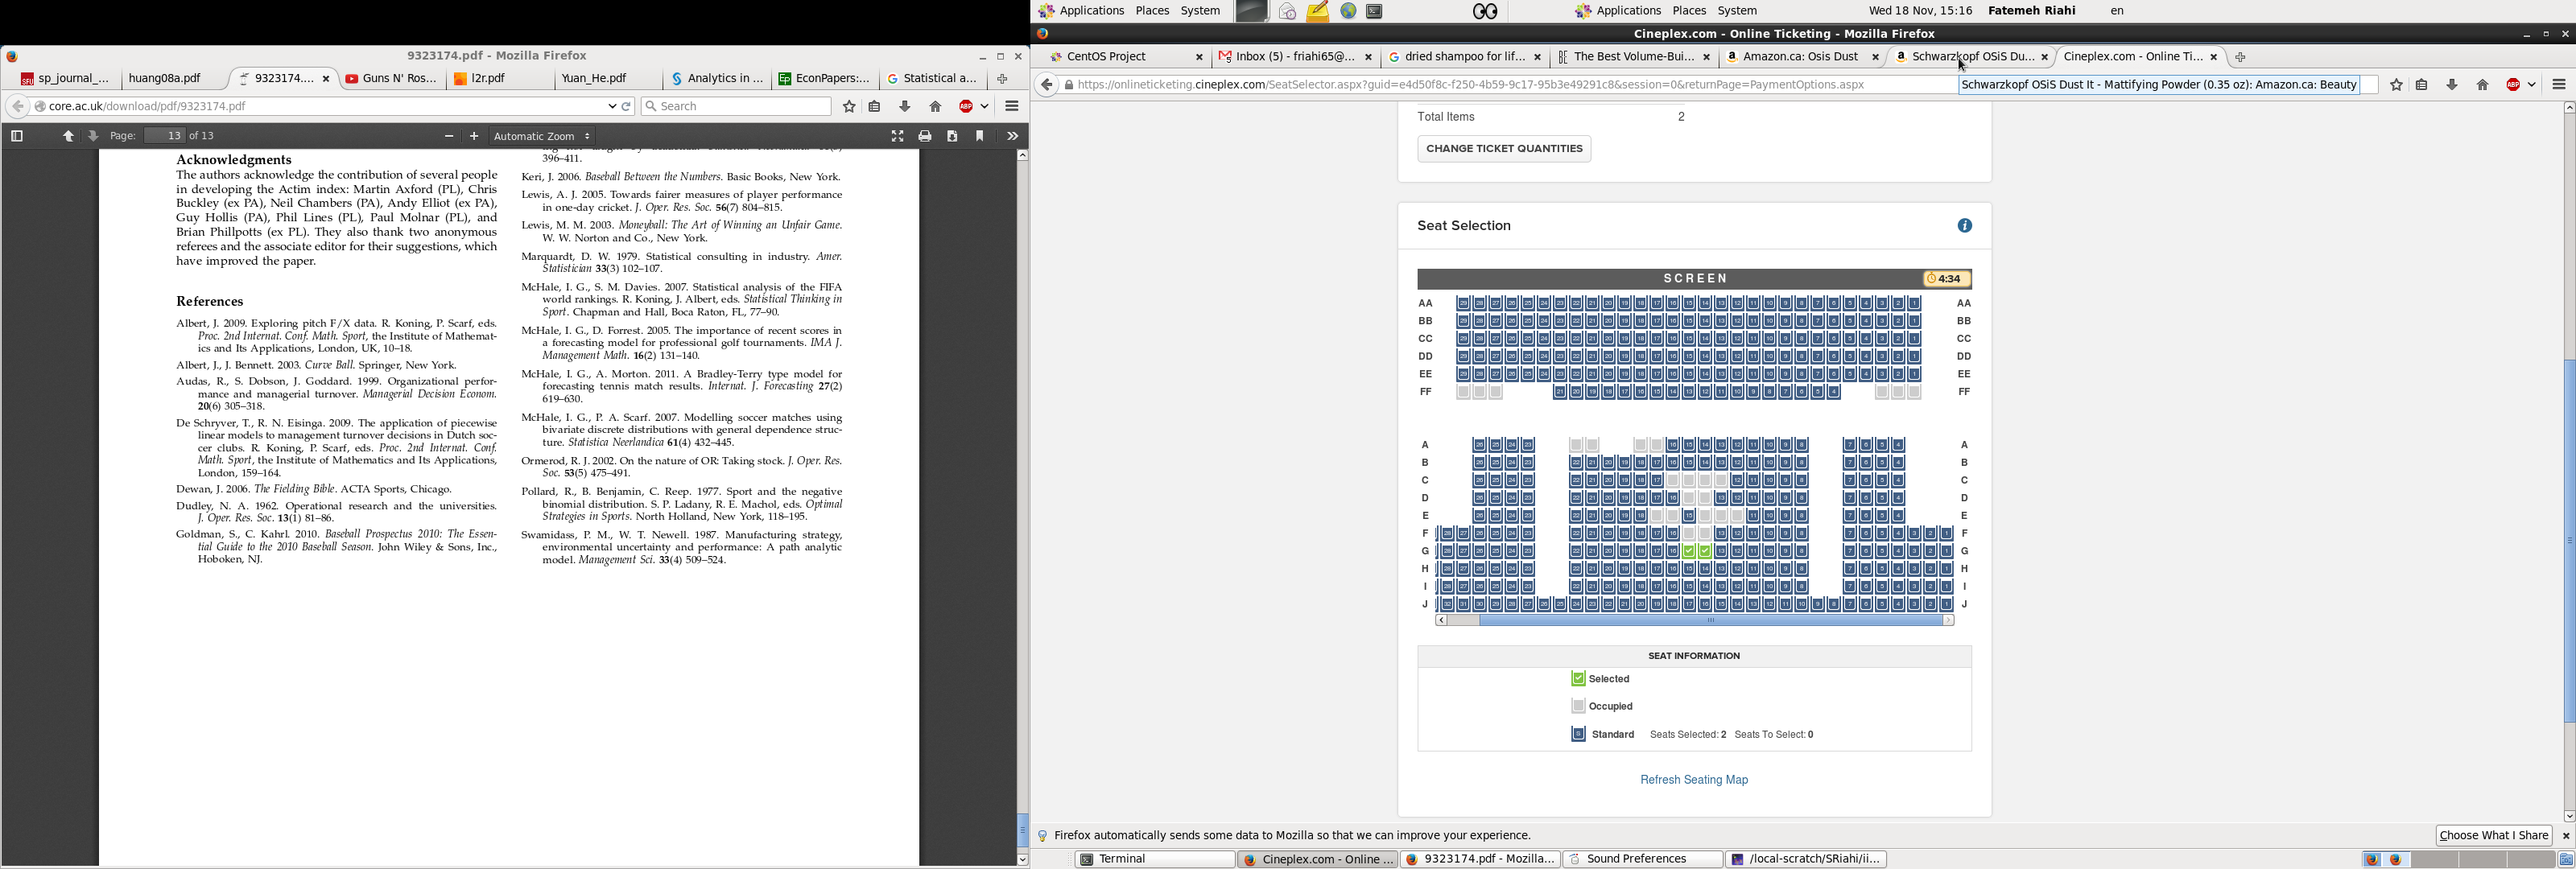 9323174.pdf - Mozilla Firefox
sp_journal_...
huang08a.pdf
9323174....
Guns N' Ros...
l2r.pdf
Yuan_He.pdf
Analytics in ...
EconPapers:...
Statistical a...
core.ac.uk/download/pdf/9323174.pdf
Search
ABP
Page: 13 of 13
Automatic Zoom
396–411.
Acknowledgments
The authors acknowledge the contribution of several people
in developing the Actim index: Martin Axford (PL), Chris
Buckley (ex PA), Neil Chambers (PA), Andy Elliot (ex PA),
Guy Hollis (PA), Phil Lines (PL), Paul Molnar (PL), and
Brian Phillpotts (ex PL). They also thank two anonymous
referees and the associate editor for their suggestions, which
have improved the paper.
References
Albert, J. 2009. Exploring pitch F/X data. R. Koning, P. Scarf, eds.
Proc. 2nd Internat. Conf. Math. Sport, the Institute of Mathemat-
ics and Its Applications, London, UK, 10–18.
Albert, J., J. Bennett. 2003. Curve Ball. Springer, New York.
Audas, R., S. Dobson, J. Goddard. 1999. Organizational perfor-
mance and managerial turnover. Managerial Decision Econom.
20(6) 305–318.
De Schryver, T., R. N. Eisinga. 2009. The application of piecewise
linear models to management turnover decisions in Dutch soc-
cer clubs. R. Koning, P. Scarf, eds. Proc. 2nd Internat. Conf.
Math. Sport, the Institute of Mathematics and Its Applications,
London, 159–164.
Dewan, J. 2006. The Fielding Bible. ACTA Sports, Chicago.
Dudley, N. A. 1962. Operational research and the universities.
J. Oper. Res. Soc. 13(1) 81–86.
Goldman, S., C. Kahrl. 2010. Baseball Prospectus 2010: The Essen-
tial Guide to the 2010 Baseball Season. John Wiley & Sons, Inc.,
Hoboken, NJ.
Keri, J. 2006. Baseball Between the Numbers. Basic Books, New York.
Lewis, A. J. 2005. Towards fairer measures of player performance
in one-day cricket. J. Oper. Res. Soc. 56(7) 804–815.
Lewis, M. M. 2003. Moneyball: The Art of Winning an Unfair Game.
W. W. Norton and Co., New York.
Marquardt, D. W. 1979. Statistical consulting in industry. Amer.
Statistician 33(3) 102–107.
McHale, I. G., S. M. Davies. 2007. Statistical analysis of the FIFA
world rankings. R. Koning, J. Albert, eds. Statistical Thinking in
Sport. Chapman and Hall, Boca Raton, FL, 77–90.
McHale, I. G., D. Forrest. 2005. The importance of recent scores in
a forecasting model for professional golf tournaments. IMA J.
Management Math. 16(2) 131–140.
McHale, I. G., A. Morton. 2011. A Bradley-Terry type model for
forecasting tennis match results. Internat. J. Forecasting 27(2)
619–630.
McHale, I. G., P. A. Scarf. 2007. Modelling soccer matches using
bivariate discrete distributions with general dependence struc-
ture. Statistica Neerlandica 61(4) 432–445.
Ormerod, R. J. 2002. On the nature of OR: Taking stock. J. Oper. Res.
Soc. 53(5) 475–491.
Pollard, R., B. Benjamin, C. Reep. 1977. Sport and the negative
binomial distribution. S. P. Ladany, R. E. Machol, eds. Optimal
Strategies in Sports. North Holland, New York, 118–195.
Swamidass, P. M., W. T. Newell. 1987. Manufacturing strategy,
environmental uncertainty and performance: A path analytic
model. Management Sci. 33(4) 509–524.
Applications Places System
Applications Places System
Wed 18 Nov, 15:16
Fatemeh Riahi
en
Cineplex.com - Online Ticketing - Mozilla Firefox
CentOS Project
Inbox (5) - friahi65@...
dried shampoo for lif...
The Best Volume-Bui...
Amazon.ca: Osis Dust
Schwarzkopf OSiS Du...
Cineplex.com - Online Ti...
https://onlineticketing.cineplex.com/SeatSelector.aspx?guid=e4d50f8c-f250-4b59-9c17-95b3e49291c8&session=0&returnPage=PaymentOptions.aspx
Schwarzkopf OSiS Dust It - Mattifying Powder (0.35 oz): Amazon.ca: Beauty
ABP
Total Items 2
CHANGE TICKET QUANTITIES
Seat Selection
SCREEN
4:34
AA AA
BB BB
CC CC
DD DD
EE EE
FF FF
A A
B B
C C
D D
E E
F F
G G
H H
I I
J J
SEAT INFORMATION
Selected
Occupied
Standard Seats Selected: 2 Seats To Select: 0
Refresh Seating Map
Firefox automatically sends some data to Mozilla so that we can improve your experience.
Choose What I Share
Terminal
Cineplex.com - Online ...
9323174.pdf - Mozilla...
Sound Preferences
/local-scratch/SRiahi/ii...